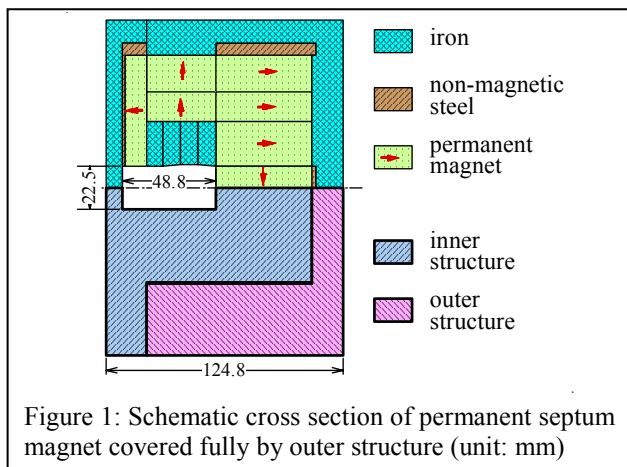 iron
non-magnetic
steel
permanent
magnet
22.5
48.8
inner
structure
outer
structure
124.8
Figure 1: Schematic cross section of permanent septum
magnet covered fully by outer structure (unit: mm)